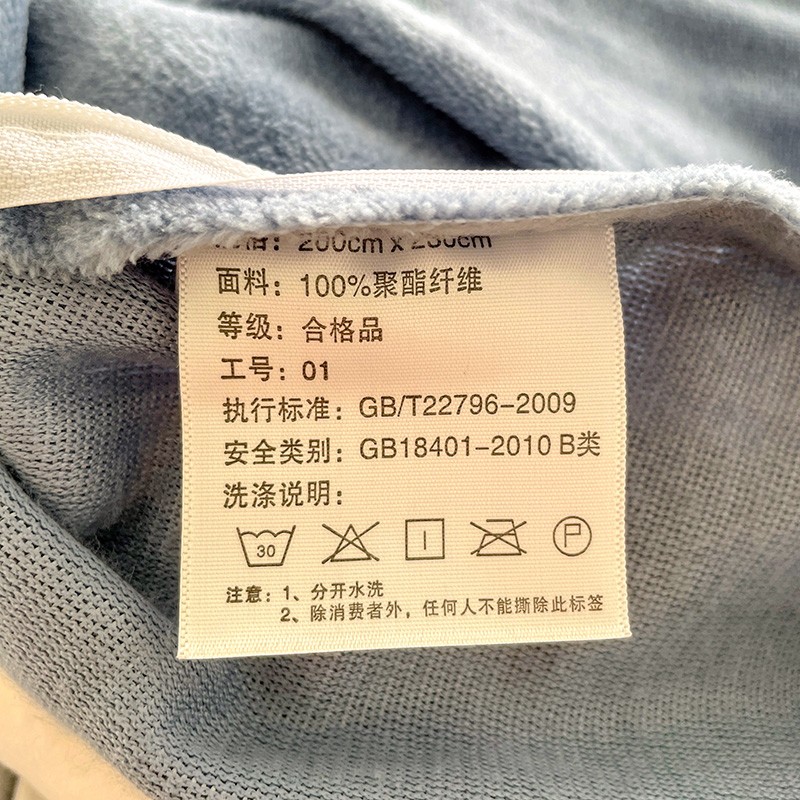 200cm x 230cm
面料：100%聚酯纤维
等级：合格品
工号：01
执行标准：GB/T22796-2009
安全类别：GB18401-2010 B类
洗涤说明：
30 P
注意：1、分开水洗
2、除消费者外，任何人不能撕除此标签